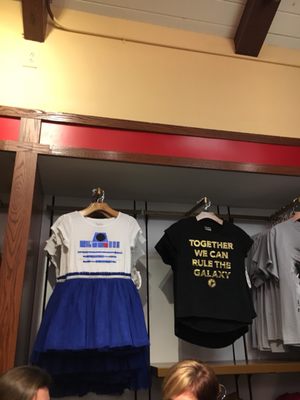 TOGETHER
WE CAN
RULE THE
GALAXY